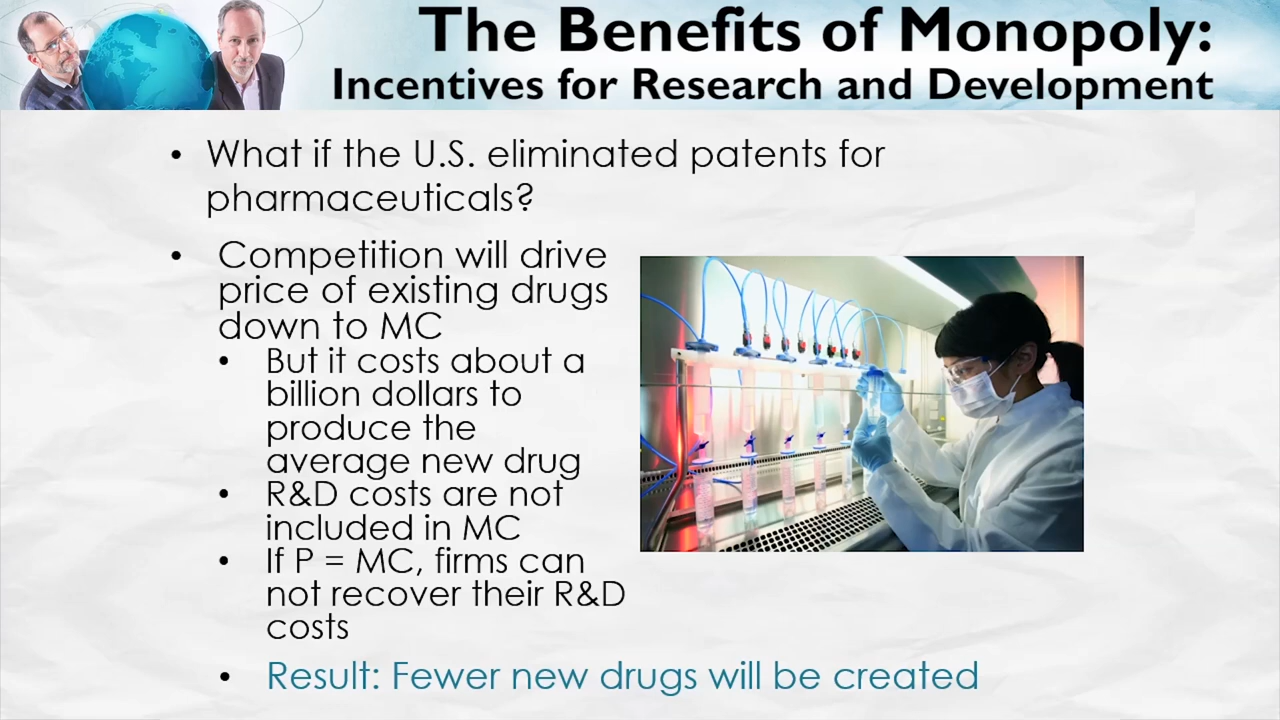 The Benefits of Monopoly:
Incentives for Research and Development
• What if the U.S. eliminated patents for
pharmaceuticals?
• Competition will drive
price of existing drugs
down to MC
• But it costs about a
billion dollars to
produce the
average new drug
• R&D costs are not
included in MC
• If P = MC, firms can
not recover their R&D
costs
• Result: Fewer new drugs will be created